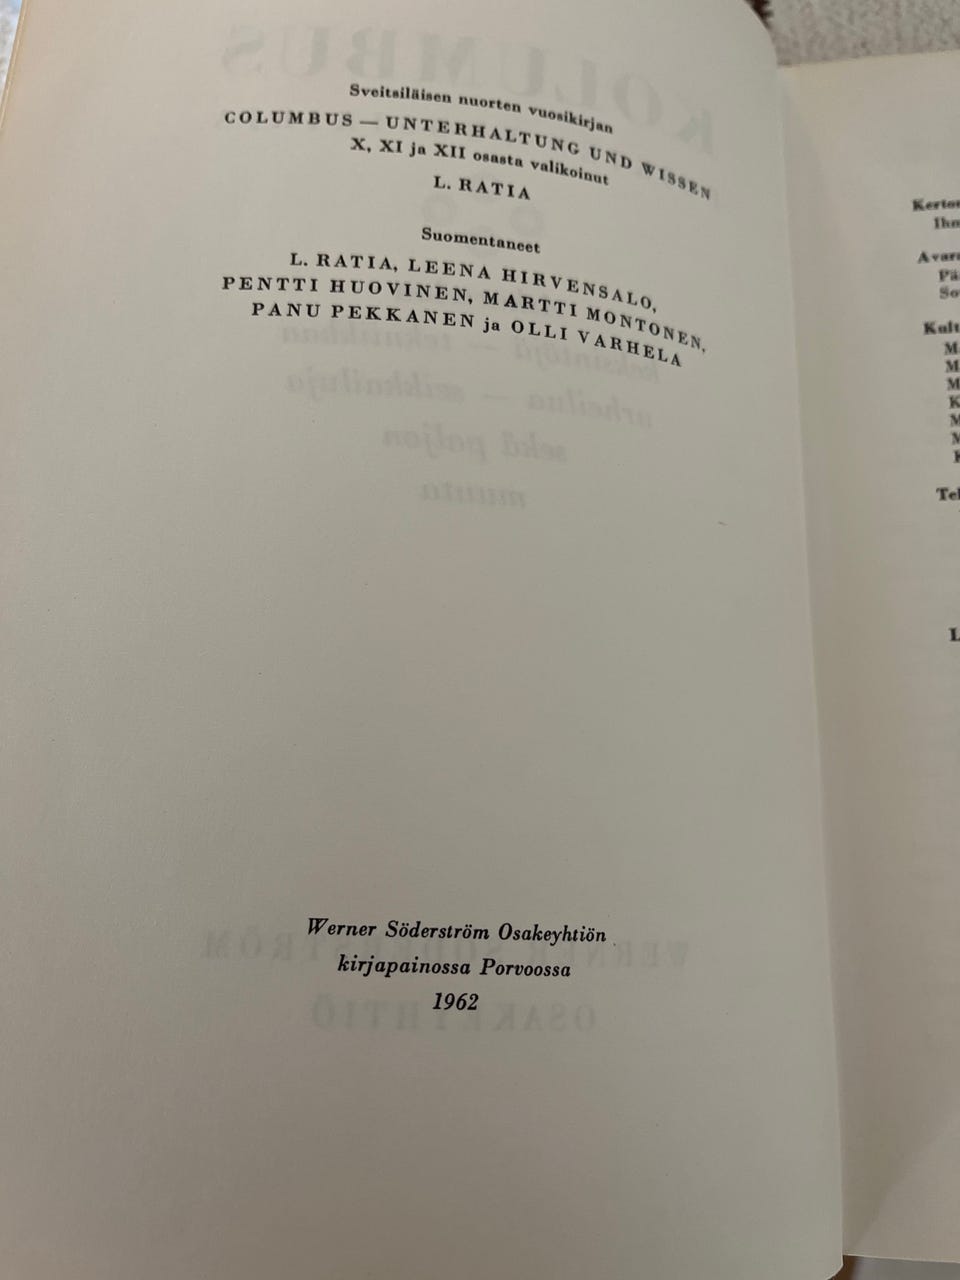 Sveitsiläisen nuorten vuosikirjan
COLUMBUS — UNTERHALTUNG UND WISSEN
X, XI ja XII osasta valikoinut
L. RATIA
Suomentaneet
L. RATIA, LEENA HIRVENSALO,
PENTTI HUOVINEN, MARTTI MONTONEN,
PANU PEKKANEN ja OLLI VARHELA
Werner Söderström Osakeyhtiön
kirjapainossa Porvoossa
1962